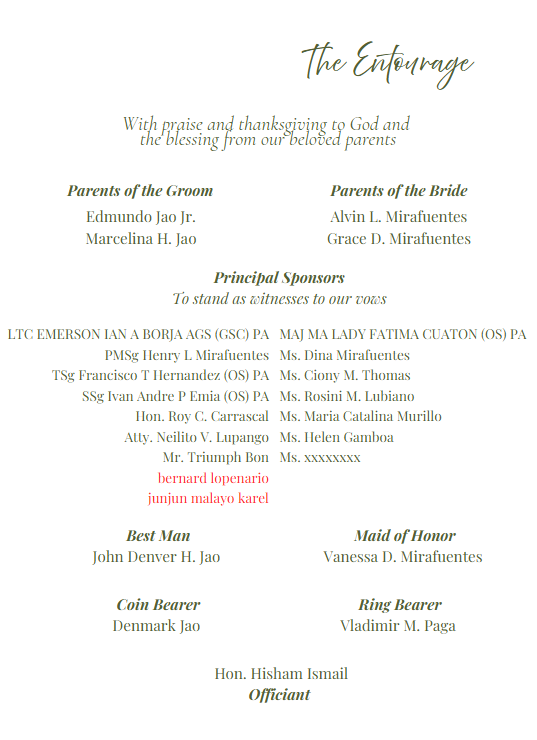 The Entourage
With praise and thanksgiving to God and
the blessing from our beloved parents
Parents of the Groom
Edmundo Jao Jr.
Marcelina H. Jao
Parents of the Bride
Alvin L. Mirafuentes
Grace D. Mirafuentes
Principal Sponsors
To stand as witnesses to our vows
LTC EMERSON IAN A BORJA AGS (GSC) PA MAJ MA LADY FATIMA CUATON (OS) PA
PMSg Henry L Mirafuentes Ms. Dina Mirafuentes
TSg Francisco T Hernandez (OS) PA Ms. Ciony M. Thomas
SSg Ivan Andre P Emia (OS) PA Ms. Rosini M. Lubiano
Hon. Roy C. Carrascal Ms. Maria Catalina Murillo
Atty. Neilito V. Lupango Ms. Helen Gamboa
Mr. Triumph Bon Ms. xxxxxxxx
bernard lopenario
junjun malayo karel
Best Man
John Denver H. Jao
Maid of Honor
Vanessa D. Mirafuentes
Coin Bearer
Denmark Jao
Ring Bearer
Vladimir M. Paga
Hon. Hisham Ismail
Officiant